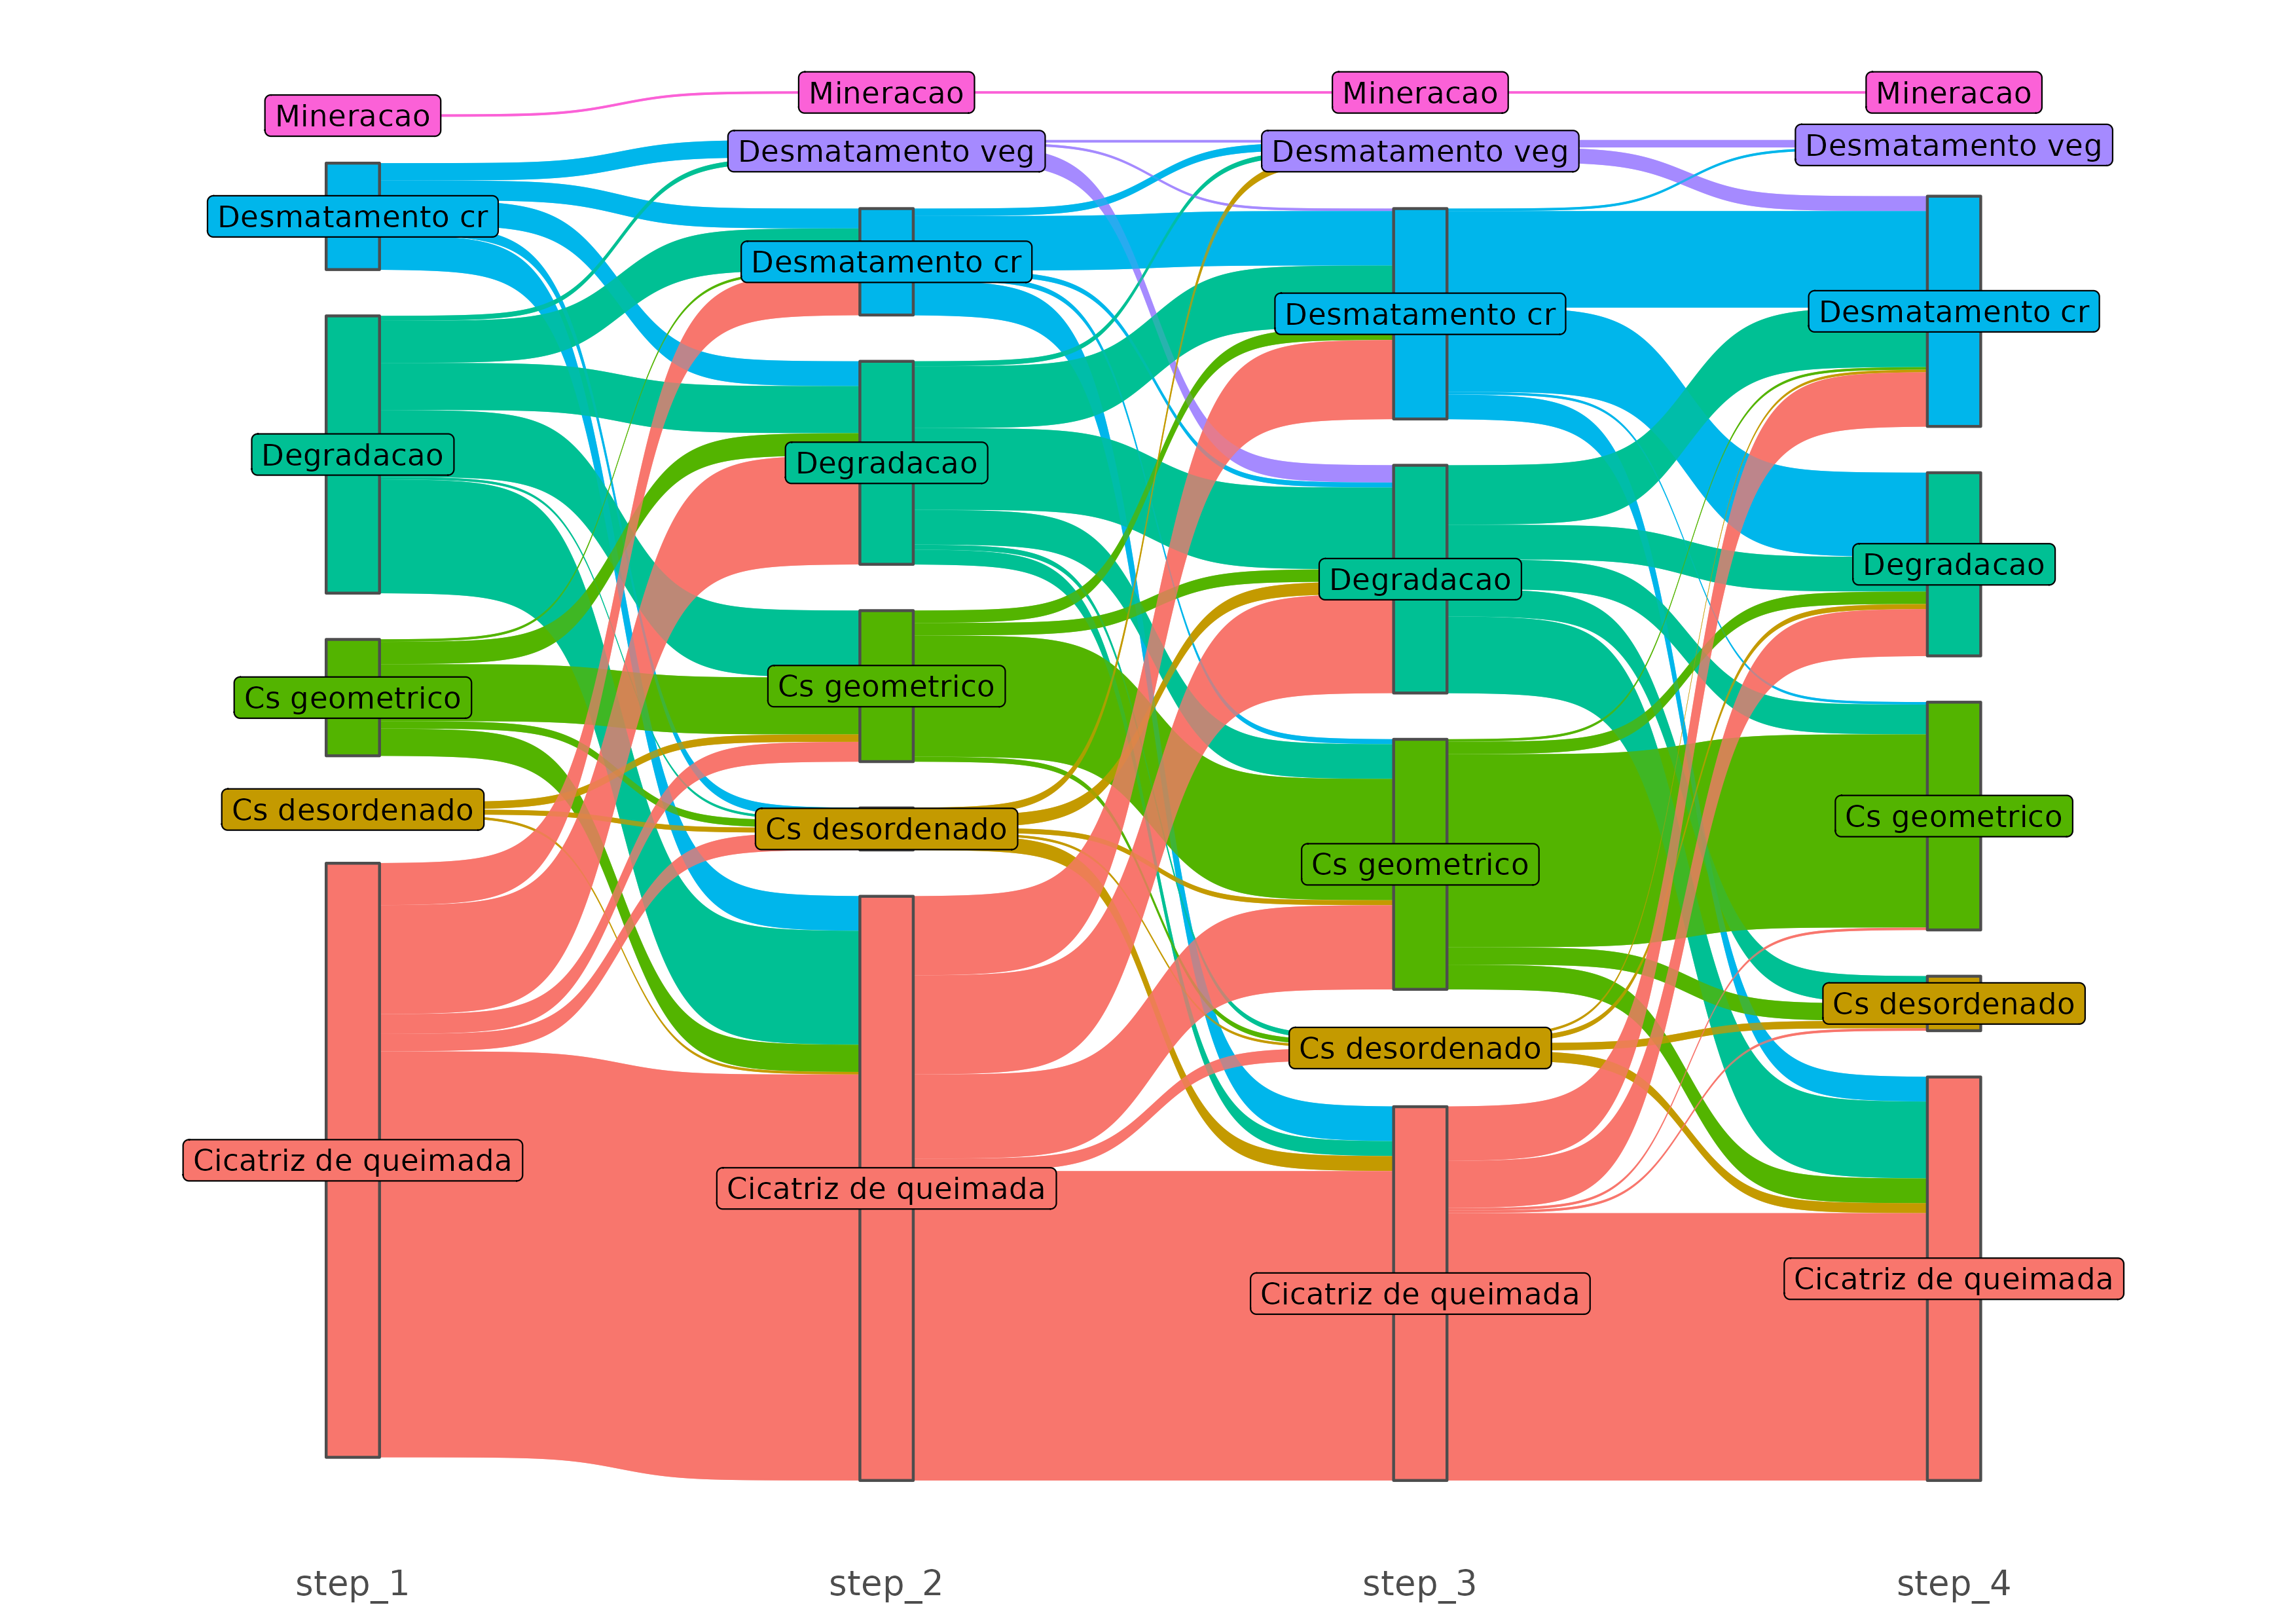 Mineracao
Desmatamento cr
Degradacao
Cs geometrico
Cs desordenado
Cicatriz de queimada
step_1
Mineracao
Desmatamento veg
Desmatamento cr
Degradacao
Cs geometrico
Cs desordenado
Cicatriz de queimada
step_2
Mineracao
Desmatamento veg
Desmatamento cr
Degradacao
Cs geometrico
Cs desordenado
Cicatriz de queimada
step_3
Mineracao
Desmatamento veg
Desmatamento cr
Degradacao
Cs geometrico
Cs desordenado
Cicatriz de queimada
step_4